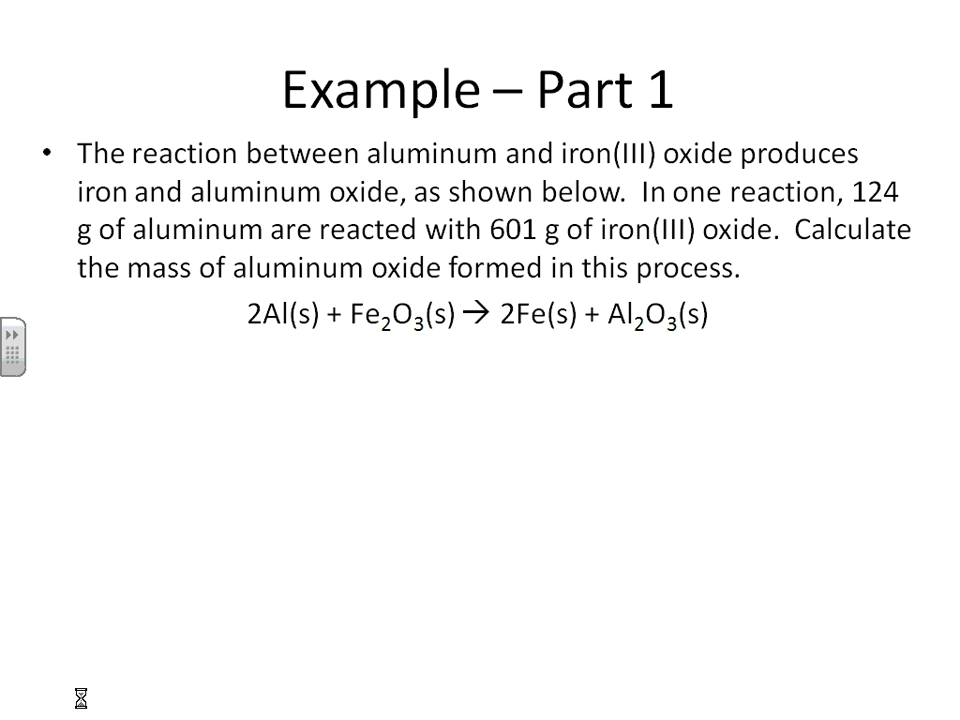 Example – Part 1
• The reaction between aluminum and iron(III) oxide produces
iron and aluminum oxide, as shown below.  In one reaction, 124
g of aluminum are reacted with 601 g of iron(III) oxide.  Calculate
the mass of aluminum oxide formed in this process.
2Al(s) + Fe₂O₃(s) → 2Fe(s) + Al₂O₃(s)